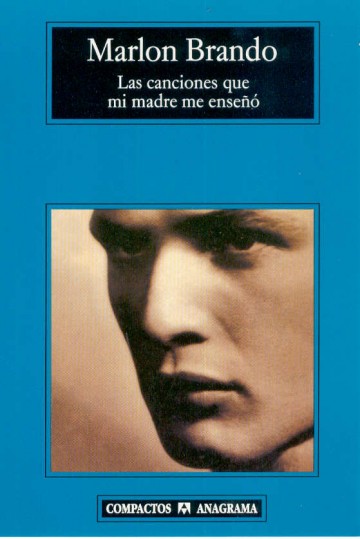 Marlon Brando
Las canciones que
mi madre me enseñó
COMPACTOS ANAGRAMA